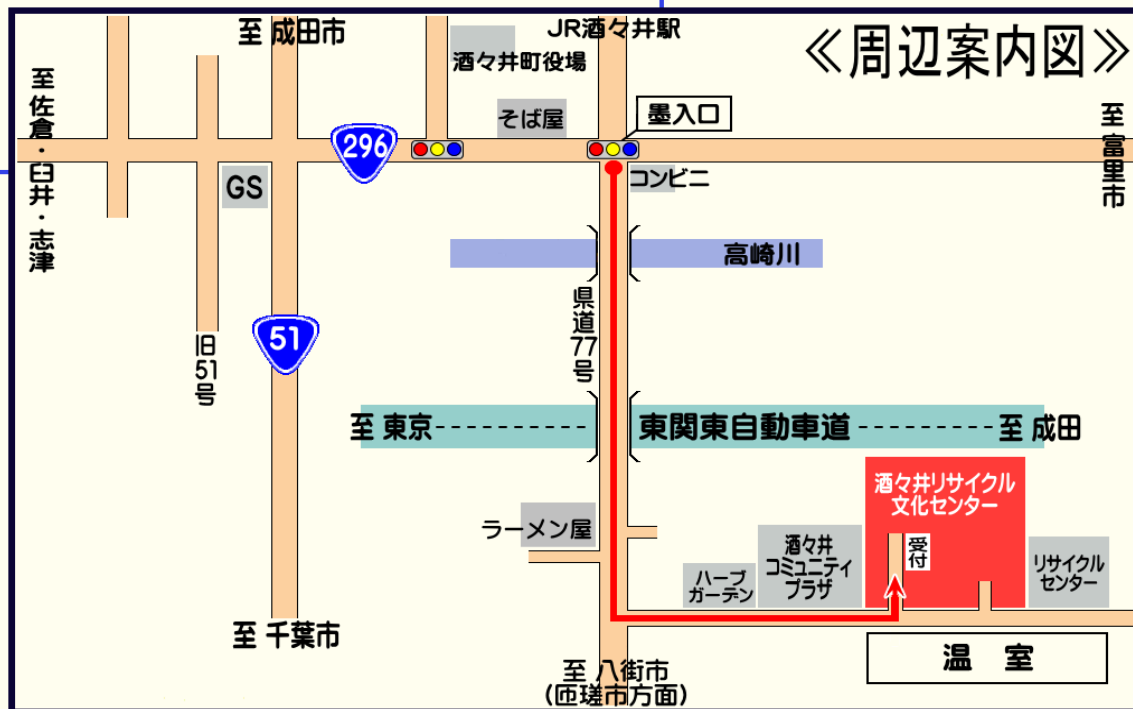 ≪周辺案内図≫
至 成田市
JR酒々井駅
酒々井町役場
至佐倉・臼井・志津
そば屋
墨入口
至富里市
296
GS
コンビニ
高崎川
県道77号
51
旧51号
至 東京
東関東自動車道
至 成田
酒々井リサイクル
文化センター
受付
ラーメン屋
酒々井
コミュニティ
プラザ
ハーブ
ガーデン
リサイクル
センター
至 千葉市
温 室
至 八街市
(匝瑳市方面)